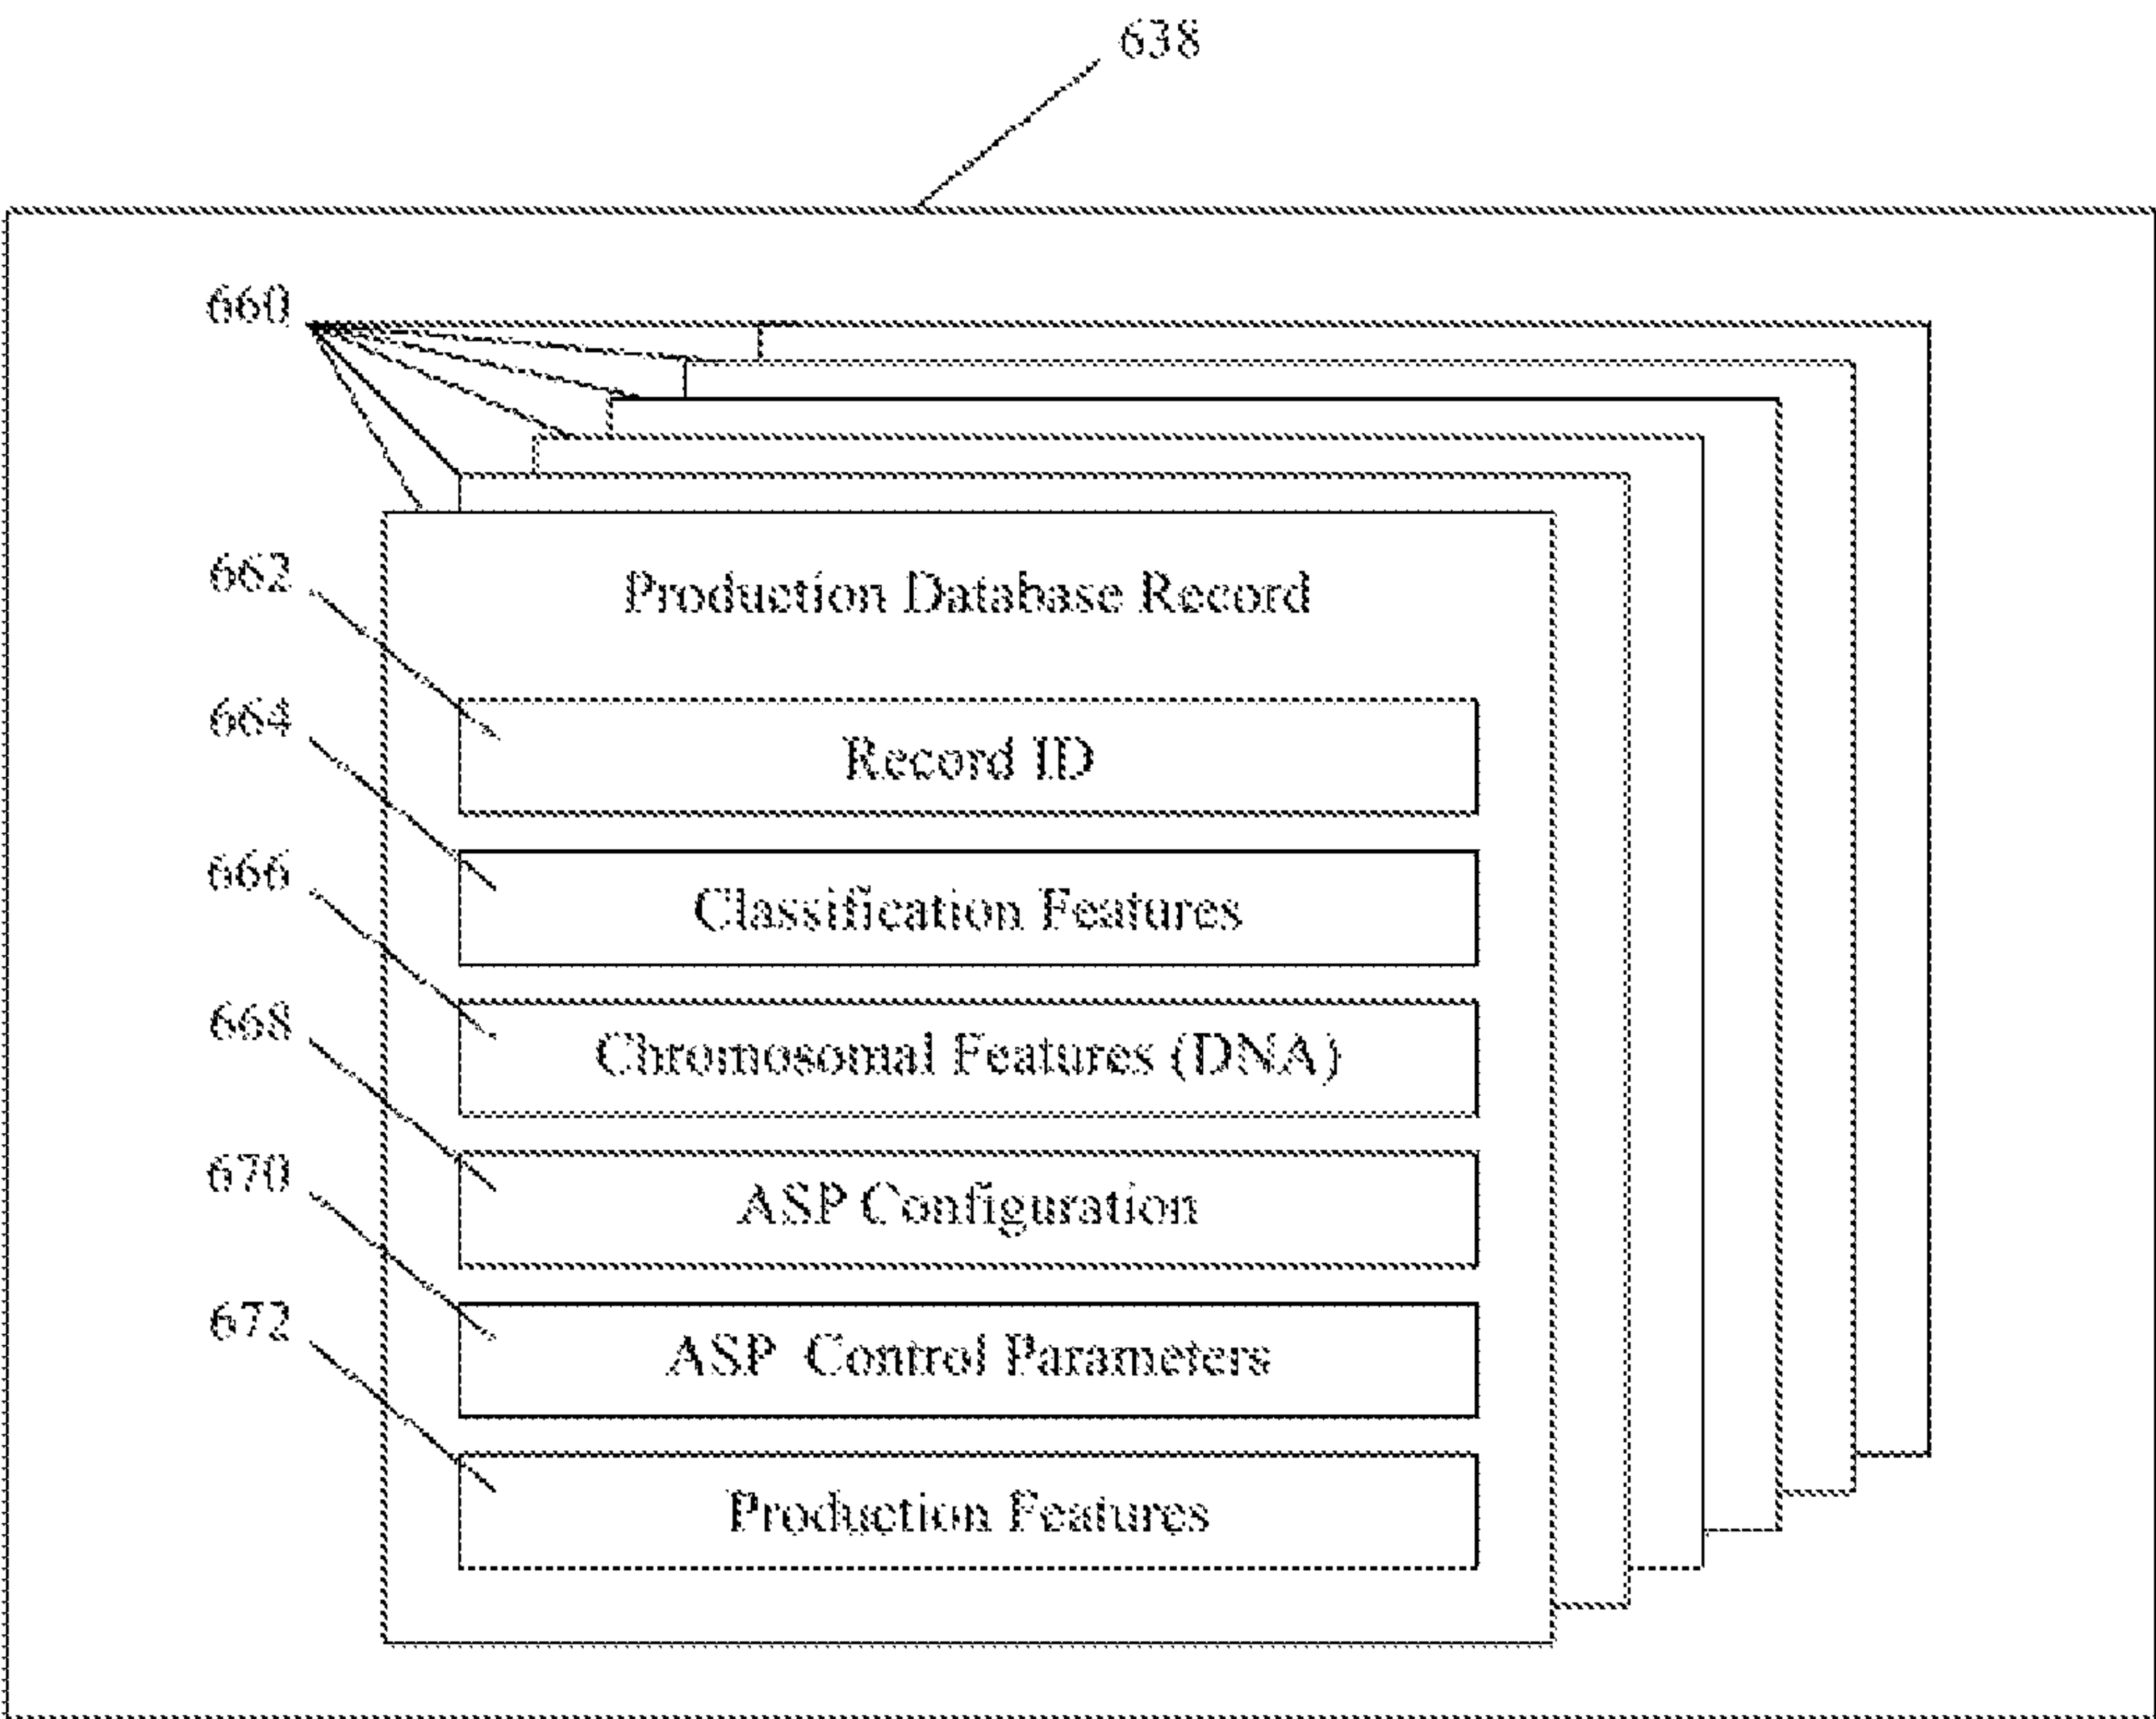 638
660
662
Production Database Record
664
Record ID
666
Classification Features
668
Chromosomal Features (DNA)
670
ASP Configuration
672
ASP Control Parameters
Production Features